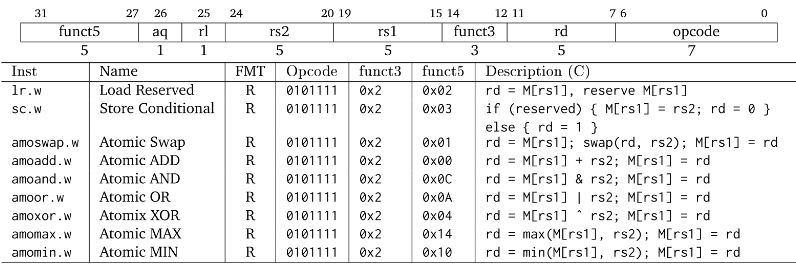 31 27 26 25 24 20 19 15 14 12 11 7 6 0
funct5 aq rl rs2 rs1 funct3 rd opcode
5 1 1 5 5 3 5 7
Inst Name FMT Opcode funct3 funct5 Description (C)
lr.w Load Reserved R 0101111 0x2 0x02 rd = M[rs1], reserve M[rs1]
sc.w Store Conditional R 0101111 0x2 0x03 if (reserved) { M[rs1] = rs2; rd = 0 }
else { rd = 1 }
amoswap.w Atomic Swap R 0101111 0x2 0x01 rd = M[rs1]; swap(rd, rs2); M[rs1] = rd
amoadd.w Atomic ADD R 0101111 0x2 0x00 rd = M[rs1] + rs2; M[rs1] = rd
amoand.w Atomic AND R 0101111 0x2 0x0C rd = M[rs1] & rs2; M[rs1] = rd
amoor.w Atomic OR R 0101111 0x2 0x0A rd = M[rs1] | rs2; M[rs1] = rd
amoxor.w Atomix XOR R 0101111 0x2 0x04 rd = M[rs1] ^ rs2; M[rs1] = rd
amomax.w Atomic MAX R 0101111 0x2 0x14 rd = max(M[rs1], rs2); M[rs1] = rd
amomin.w Atomic MIN R 0101111 0x2 0x10 rd = min(M[rs1], rs2); M[rs1] = rd